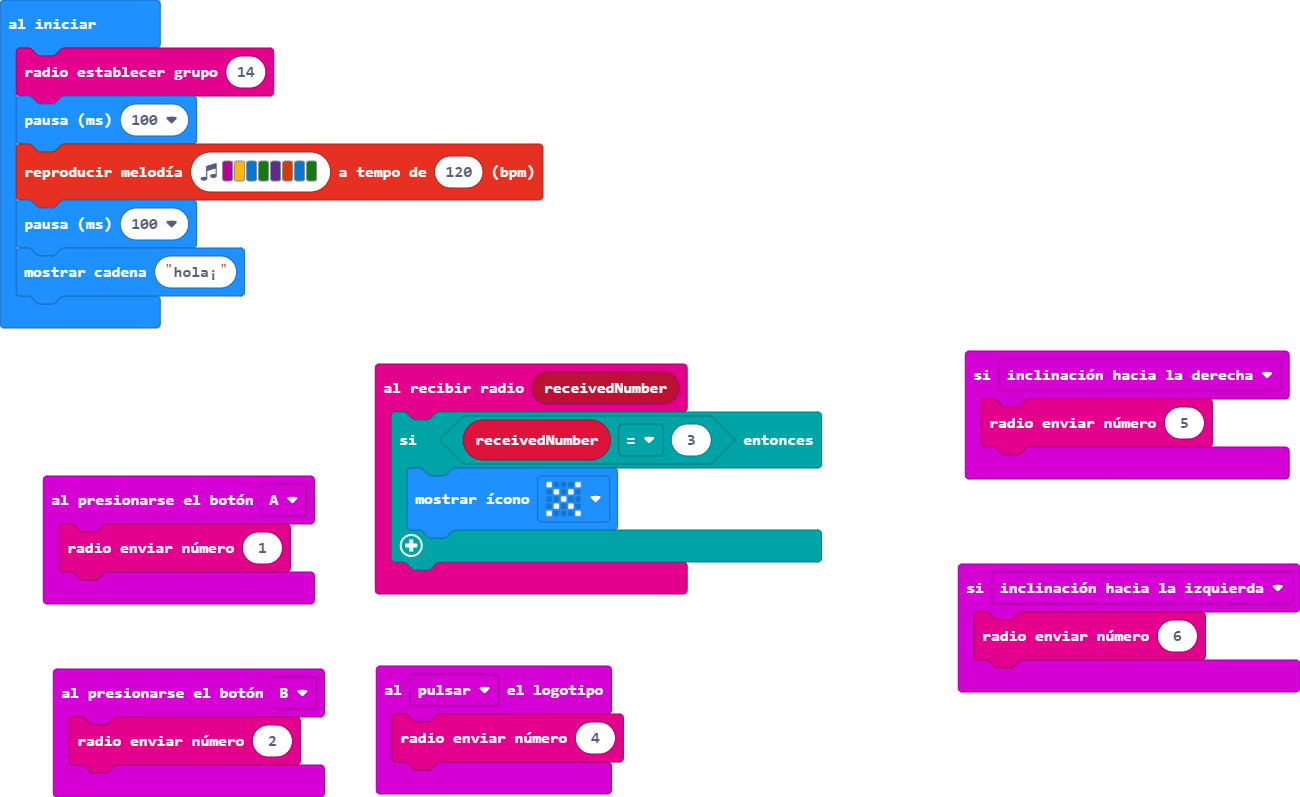 al iniciar
radio establecer grupo 14
pausa (ms) 100
reproducir melodía a tempo de 120 (bpm)
pausa (ms) 100
mostrar cadena "hola¡"
al recibir radio receivedNumber
si receivedNumber = 3 entonces
mostrar ícono
si inclinación hacia la derecha
radio enviar número 5
al presionarse el botón A
radio enviar número 1
si inclinación hacia la izquierda
radio enviar número 6
al presionarse el botón B
radio enviar número 2
al pulsar el logotipo
radio enviar número 4